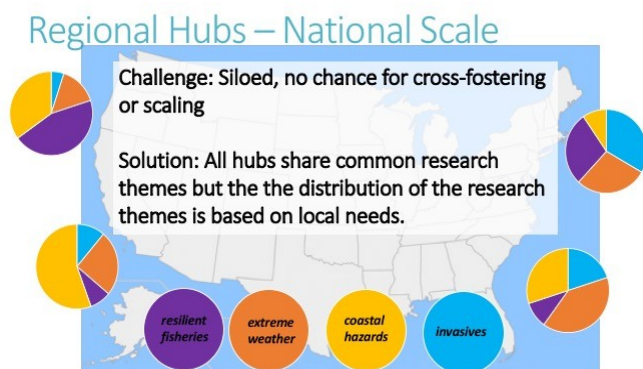 Regional Hubs – National Scale
Challenge: Siloed, no chance for cross-fostering
or scaling
Solution: All hubs share common research
themes but the the distribution of the research
themes is based on local needs.
resilient
fisheries
extreme
weather
coastal
hazards
invasives